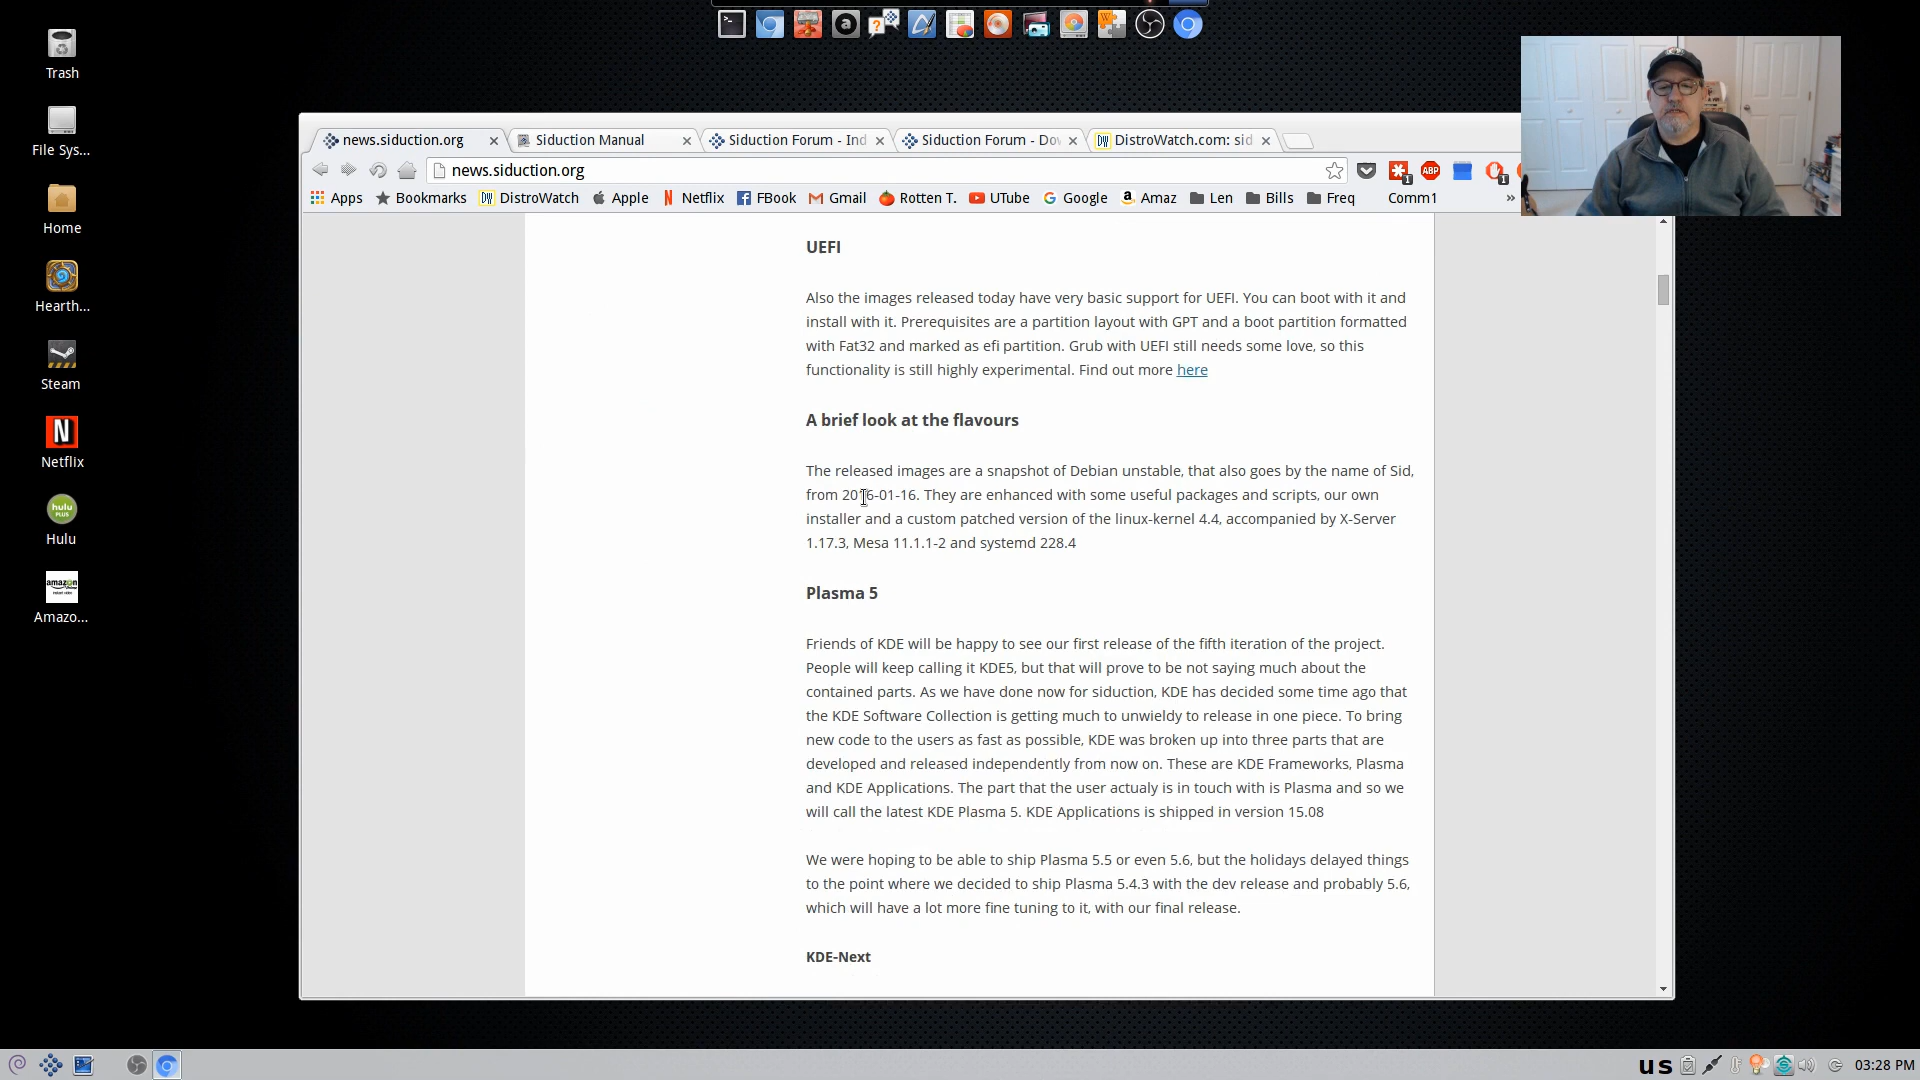 Trash
File Sys...
Home
Hearth...
Steam
Netflix
hulu
PLUS
Hulu
amazon
instant video
Amazo...
news.siduction.org
Siduction Manual
Siduction Forum - Ind
Siduction Forum - Do
DistroWatch.com: sid
news.siduction.org
Apps
Bookmarks
DistroWatch
Apple
Netflix
FBook
Gmail
Rotten T.
UTube
Google
Amaz
Len
Bills
Freq
Comm1
»
UEFI
Also the images released today have very basic support for UEFI. You can boot with it and
install with it. Prerequisites are a partition layout with GPT and a boot partition formatted
with Fat32 and marked as efi partition. Grub with UEFI still needs some love, so this
functionality is still highly experimental. Find out more here
A brief look at the flavours
The released images are a snapshot of Debian unstable, that also goes by the name of Sid,
from 2016-01-16. They are enhanced with some useful packages and scripts, our own
installer and a custom patched version of the linux-kernel 4.4, accompanied by X-Server
1.17.3, Mesa 11.1.1-2 and systemd 228.4
Plasma 5
Friends of KDE will be happy to see our first release of the fifth iteration of the project.
People will keep calling it KDE5, but that will prove to be not saying much about the
contained parts. As we have done now for siduction, KDE has decided some time ago that
the KDE Software Collection is getting much to unwieldy to release in one piece. To bring
new code to the users as fast as possible, KDE was broken up into three parts that are
developed and released independently from now on. These are KDE Frameworks, Plasma
and KDE Applications. The part that the user actualy is in touch with is Plasma and so we
will call the latest KDE Plasma 5. KDE Applications is shipped in version 15.08
We were hoping to be able to ship Plasma 5.5 or even 5.6, but the holidays delayed things
to the point where we decided to ship Plasma 5.4.3 with the dev release and probably 5.6,
which will have a lot more fine tuning to it, with our final release.
KDE-Next
us
03:28 PM